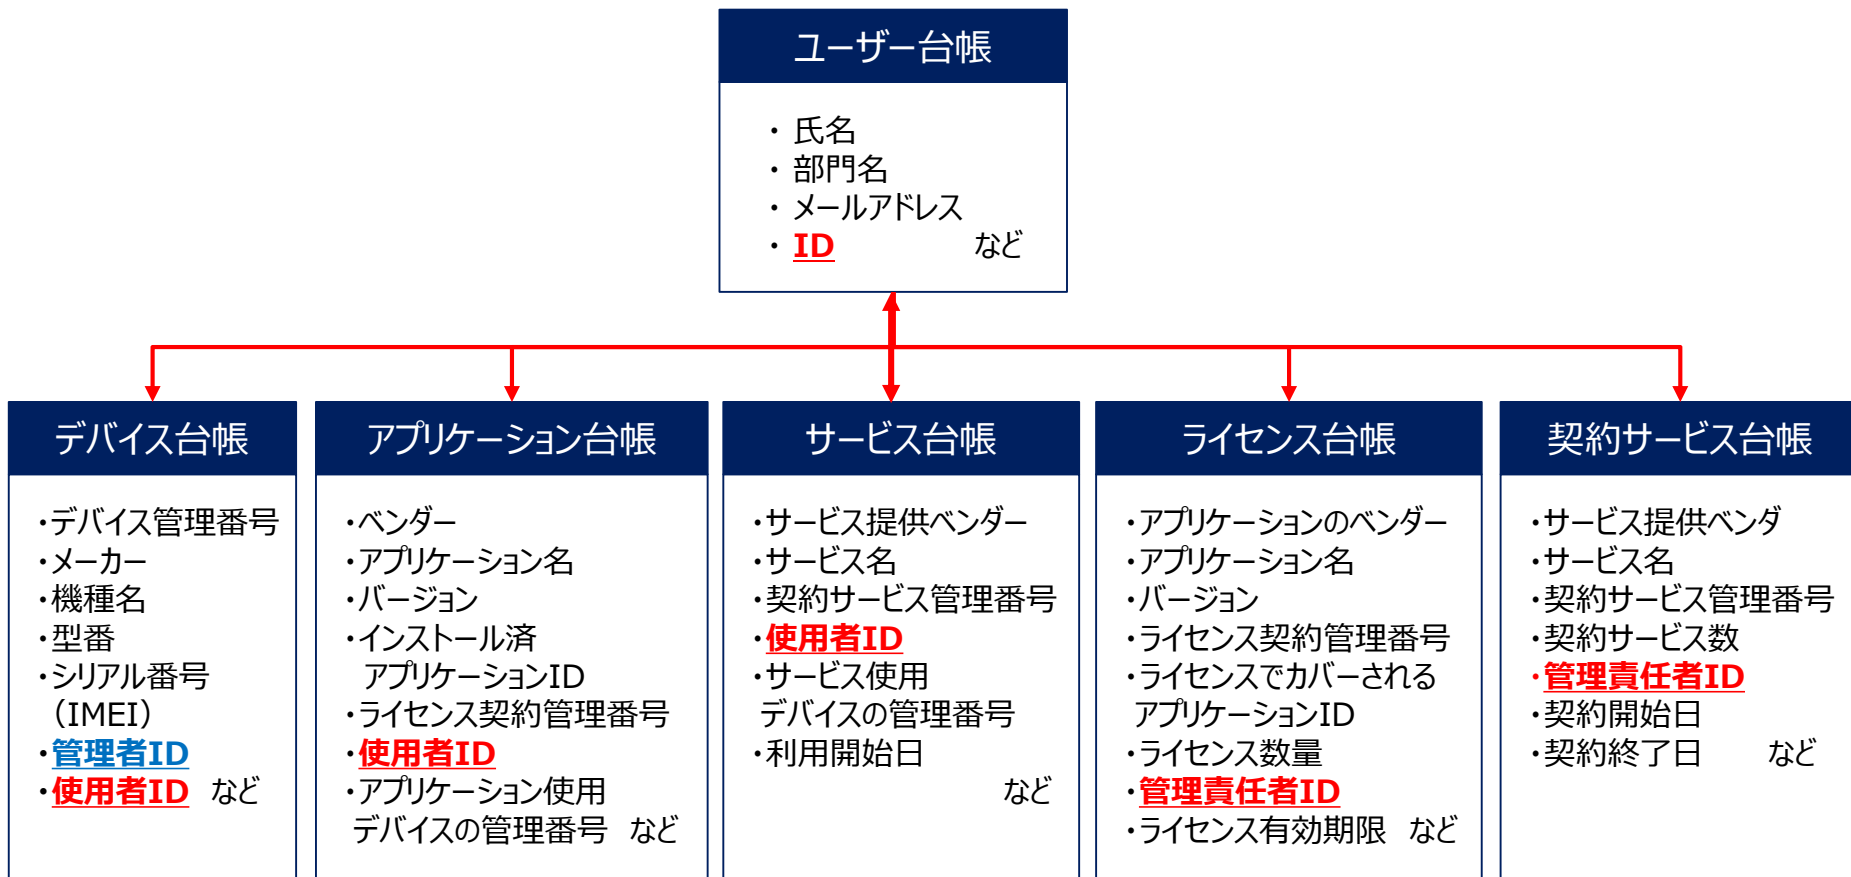 ユーザー台帳
・ 氏名
・ 部門名
・ メールアドレス
・ ID など
デバイス台帳
・デバイス管理番号
・メーカー
・機種名
・型番
・シリアル番号
（IMEI）
・管理者ID
・使用者ID など
アプリケーション台帳
・ベンダー
・アプリケーション名
・バージョン
・インストール済
アプリケーションID
・ライセンス契約管理番号
・使用者ID
・アプリケーション使用
デバイスの管理番号 など
サービス台帳
・サービス提供ベンダー
・サービス名
・契約サービス管理番号
・使用者ID
・サービス使用
デバイスの管理番号
・利用開始日
など
ライセンス台帳
・アプリケーションのベンダー
・アプリケーション名
・バージョン
・ライセンス契約管理番号
・ライセンスでカバーされる
アプリケーションID
・ライセンス数量
・管理責任者ID
・ライセンス有効期限 など
契約サービス台帳
・サービス提供ベンダ
・サービス名
・契約サービス管理番号
・契約サービス数
・管理責任者ID
・契約開始日
・契約終了日 など